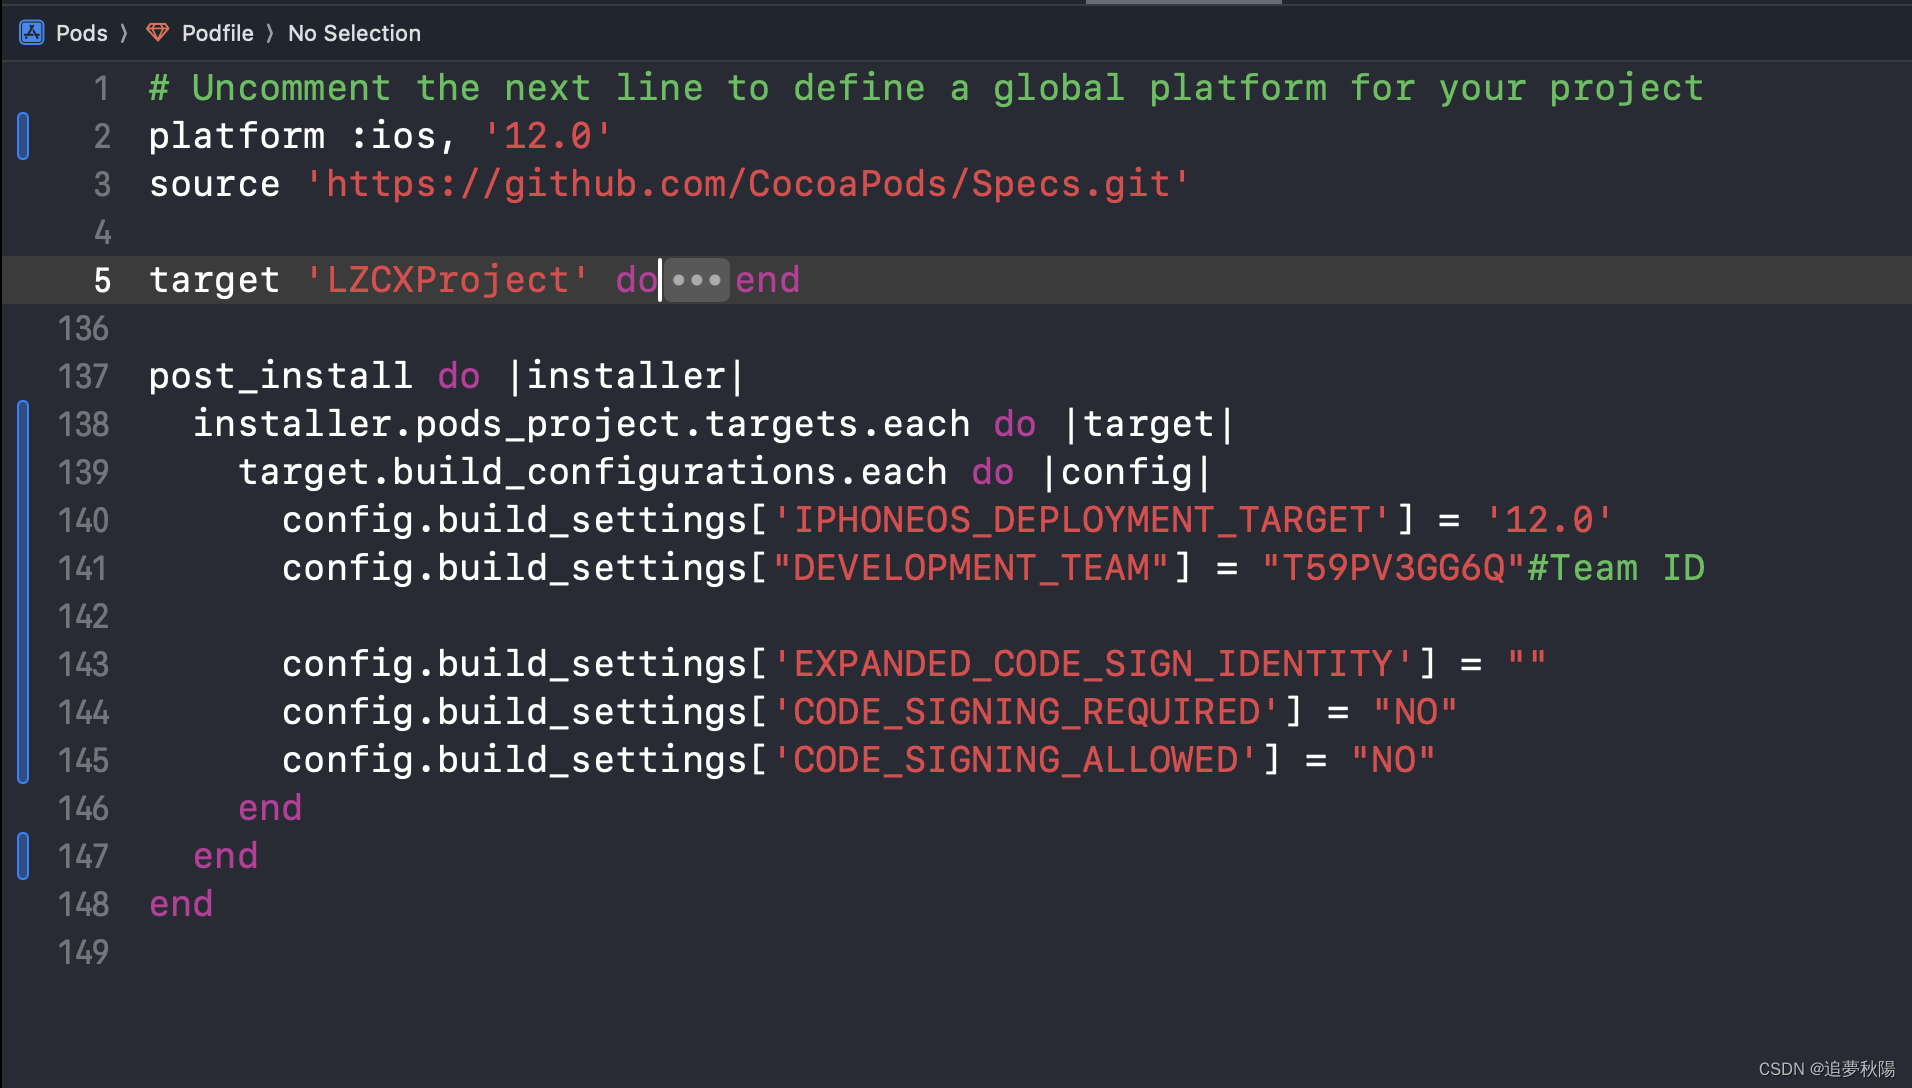 Pods 〉 Podfile 〉 No Selection
1 # Uncomment the next line to define a global platform for your project
2 platform :ios, '12.0'
3 source 'https://github.com/CocoaPods/Specs.git'
4
5 target 'LZCXProject' do ••• end
136
137 post_install do |installer|
138 installer.pods_project.targets.each do |target|
139 target.build_configurations.each do |config|
140 config.build_settings['IPHONEOS_DEPLOYMENT_TARGET'] = '12.0'
141 config.build_settings["DEVELOPMENT_TEAM"] = "T59PV3GG6Q"#Team ID
142
143 config.build_settings['EXPANDED_CODE_SIGN_IDENTITY'] = ""
144 config.build_settings['CODE_SIGNING_REQUIRED'] = "NO"
145 config.build_settings['CODE_SIGNING_ALLOWED'] = "NO"
146 end
147 end
148 end
149
CSDN @追夢秋陽